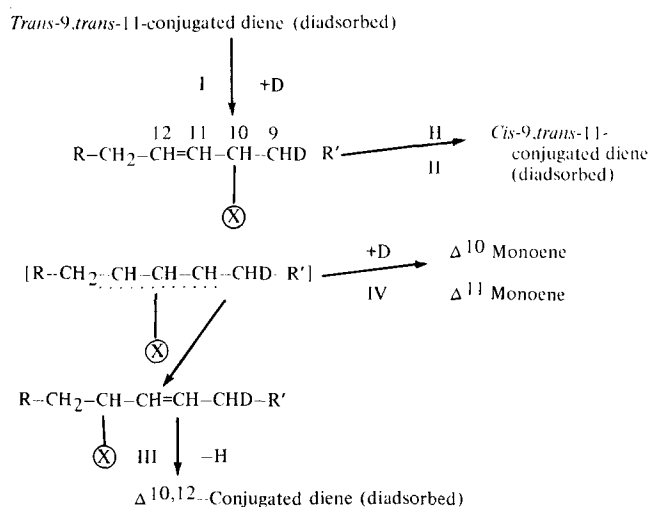 Trans-9,trans-11-conjugated diene (diadsorbed)
I +D
12 11 10 9
R–CH2–CH=CH–CH–CHD R'
X
H
II
Cis-9,trans-11-
conjugated diene
(diadsorbed)
[R--CH2–CH–CH–CH–CHD- R']
X
+D
IV
Δ10 Monoene
Δ11 Monoene
R–CH2–CH–CH=CH–CHD–R'
X III –H
Δ10,12--Conjugated diene (diadsorbed)